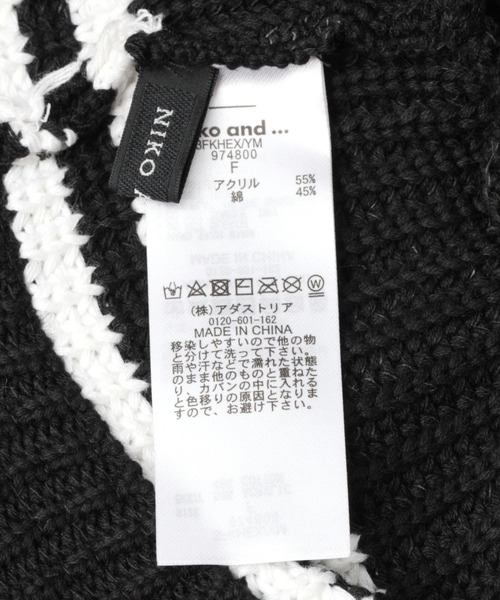 NIKO
ko and ...
3FKHEX/YM
974800
F
アクリル 55%
綿 45%
(株)アダストリア
0120-601-162
MADE IN CHINA
移染しやすいので他の物
と分けて洗って下さい。
雨や汗などで濡れた状態
のまま他のものと重ねた
り、カバンの中に入れる
と色移りの原因となりま
すので、お避け下さい。